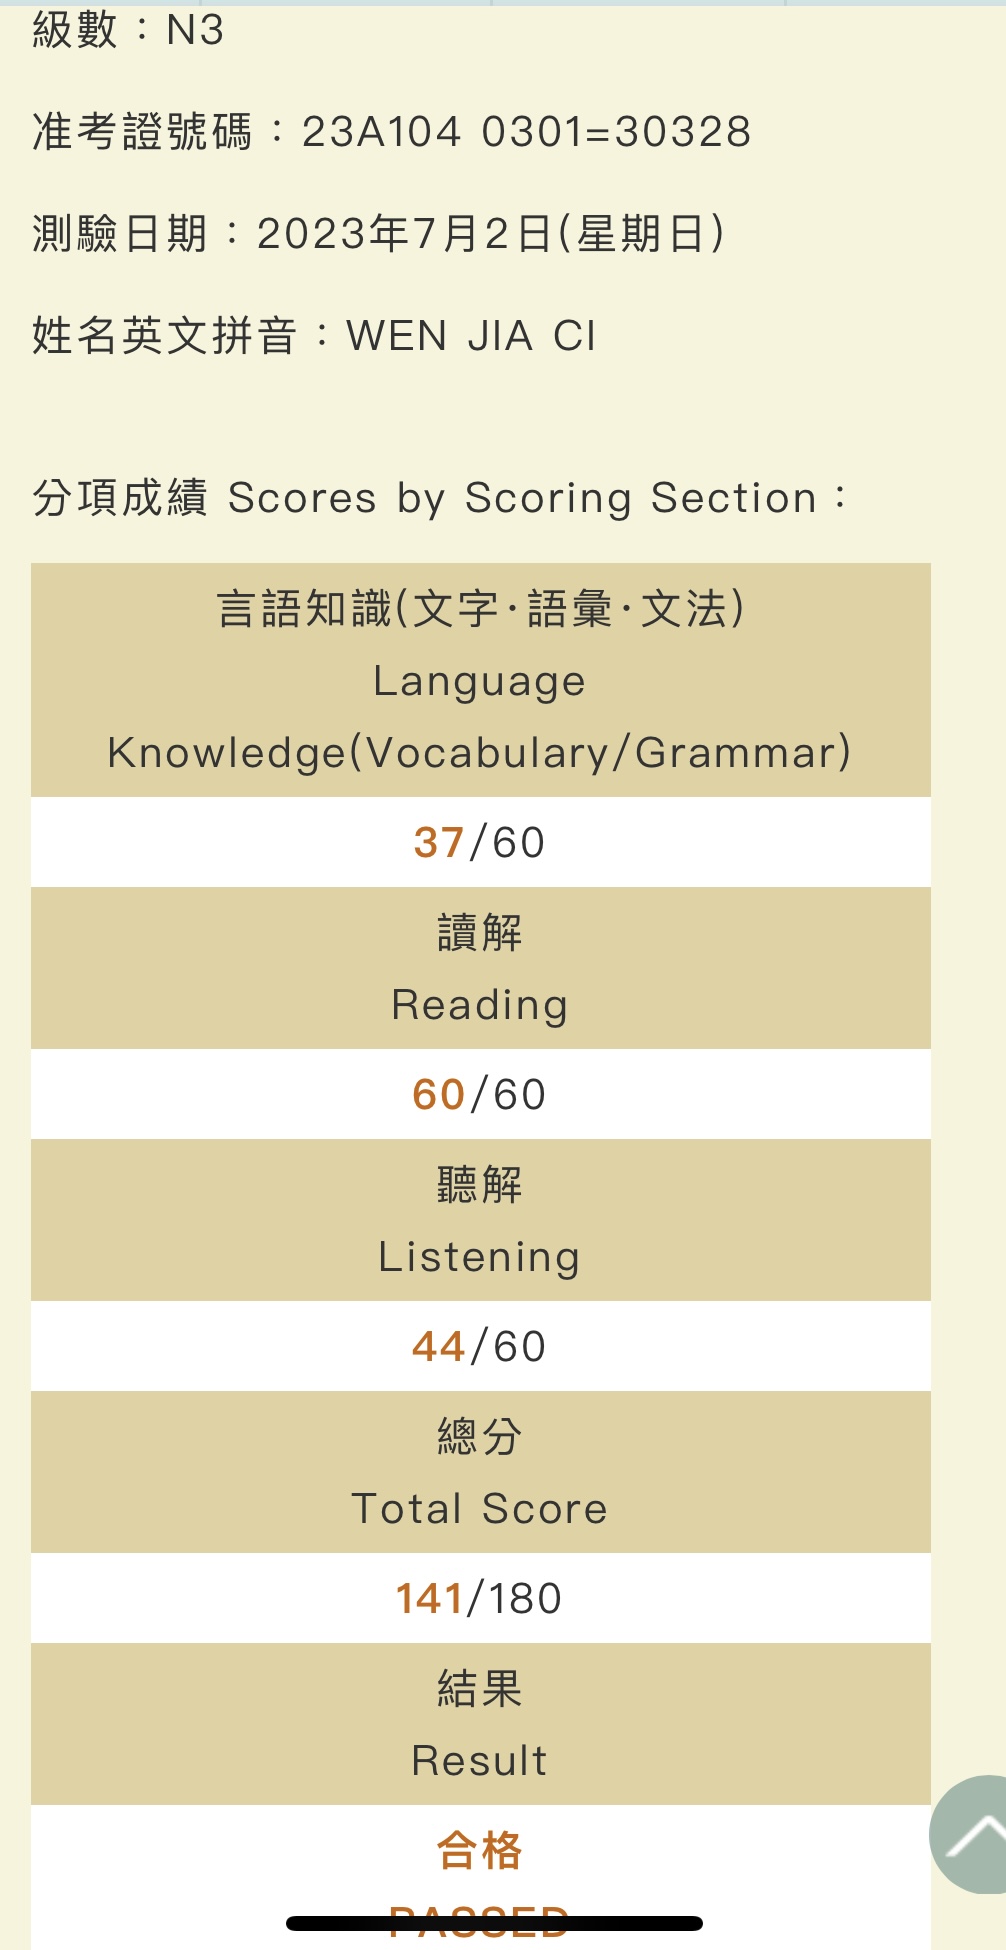 級數：N3
准考證號碼：23A104 0301=30328
測驗日期：2023年7月2日(星期日)
姓名英文拼音：WEN JIA CI
分項成績 Scores by Scoring Section：
言語知識(文字·語彙·文法)
Language
Knowledge(Vocabulary/Grammar)
37/60
讀解
Reading
60/60
聽解
Listening
44/60
總分
Total Score
141/180
結果
Result
合格
PASSED